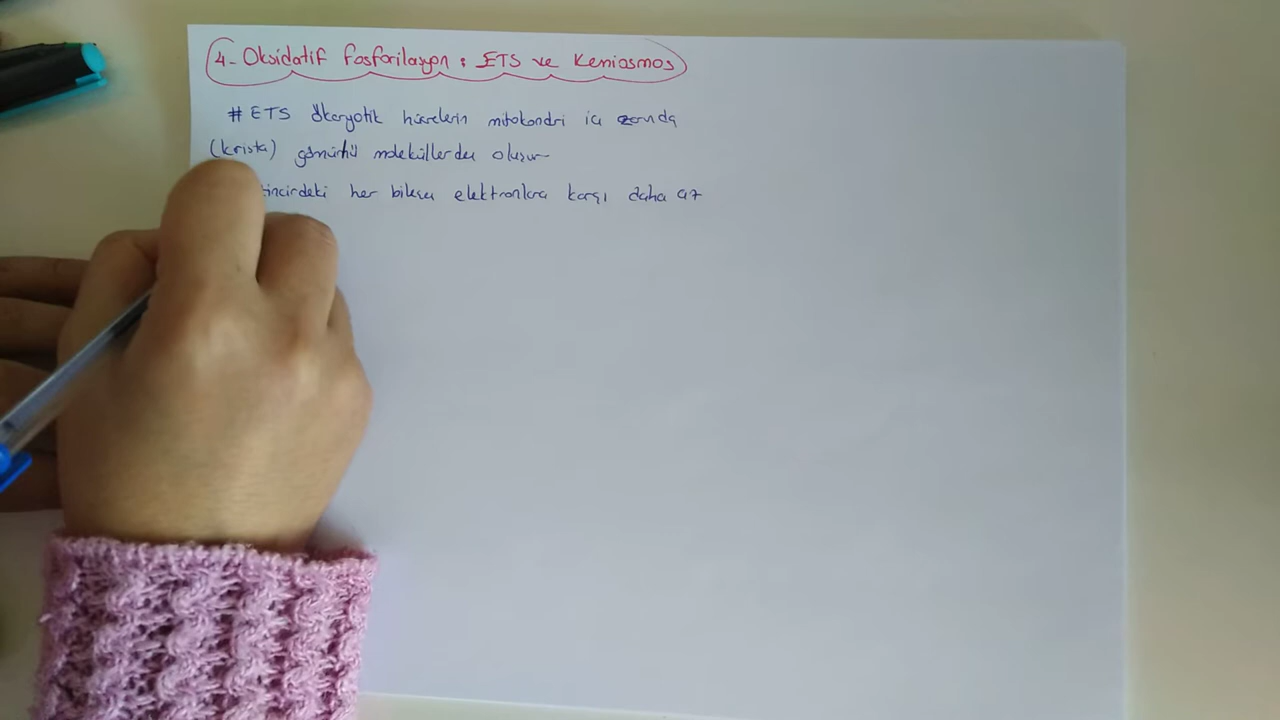 4- Oksidatif fosforilasyon : ETS ve Kemiosmos
# ETS ökaryotik hücrelerin mitokondri iç zarında
(krista) gömülü moleküllerden oluşur
zincirdeki her bileşen elektronlara karşı daha az